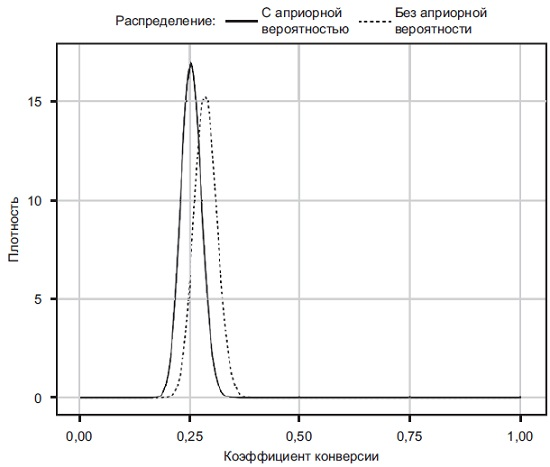 Распределение: С априорной вероятностью Без априорной вероятности
Плотность
15
10
5
0
0,00 0,25 0,50 0,75 1,00
Коэффициент конверсии